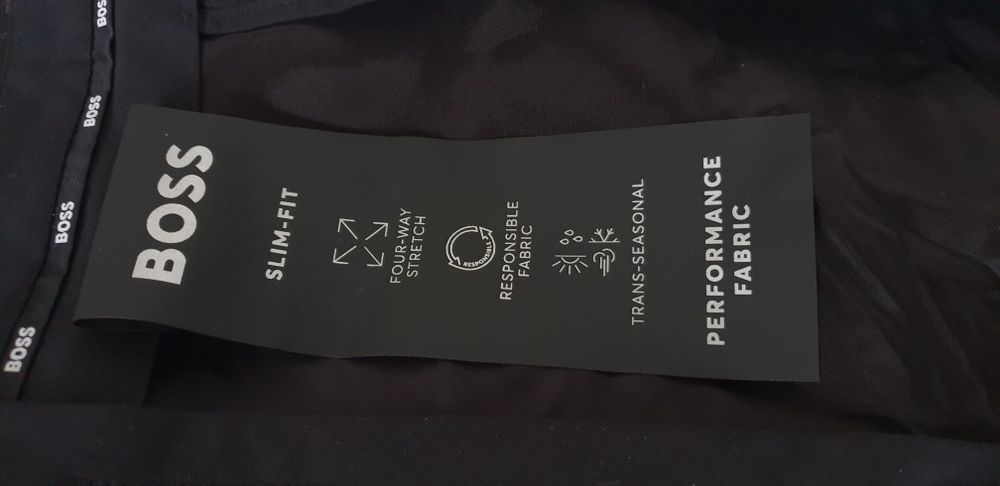 BOSS
SLIM-FIT
FOUR-WAY
STRETCH
RESPONSIBLE
RESPONSIBLE
FABRIC
TRANS-SEASONAL
PERFORMANCE
FABRIC
BOSS
BOSS
BOSS
BOSS